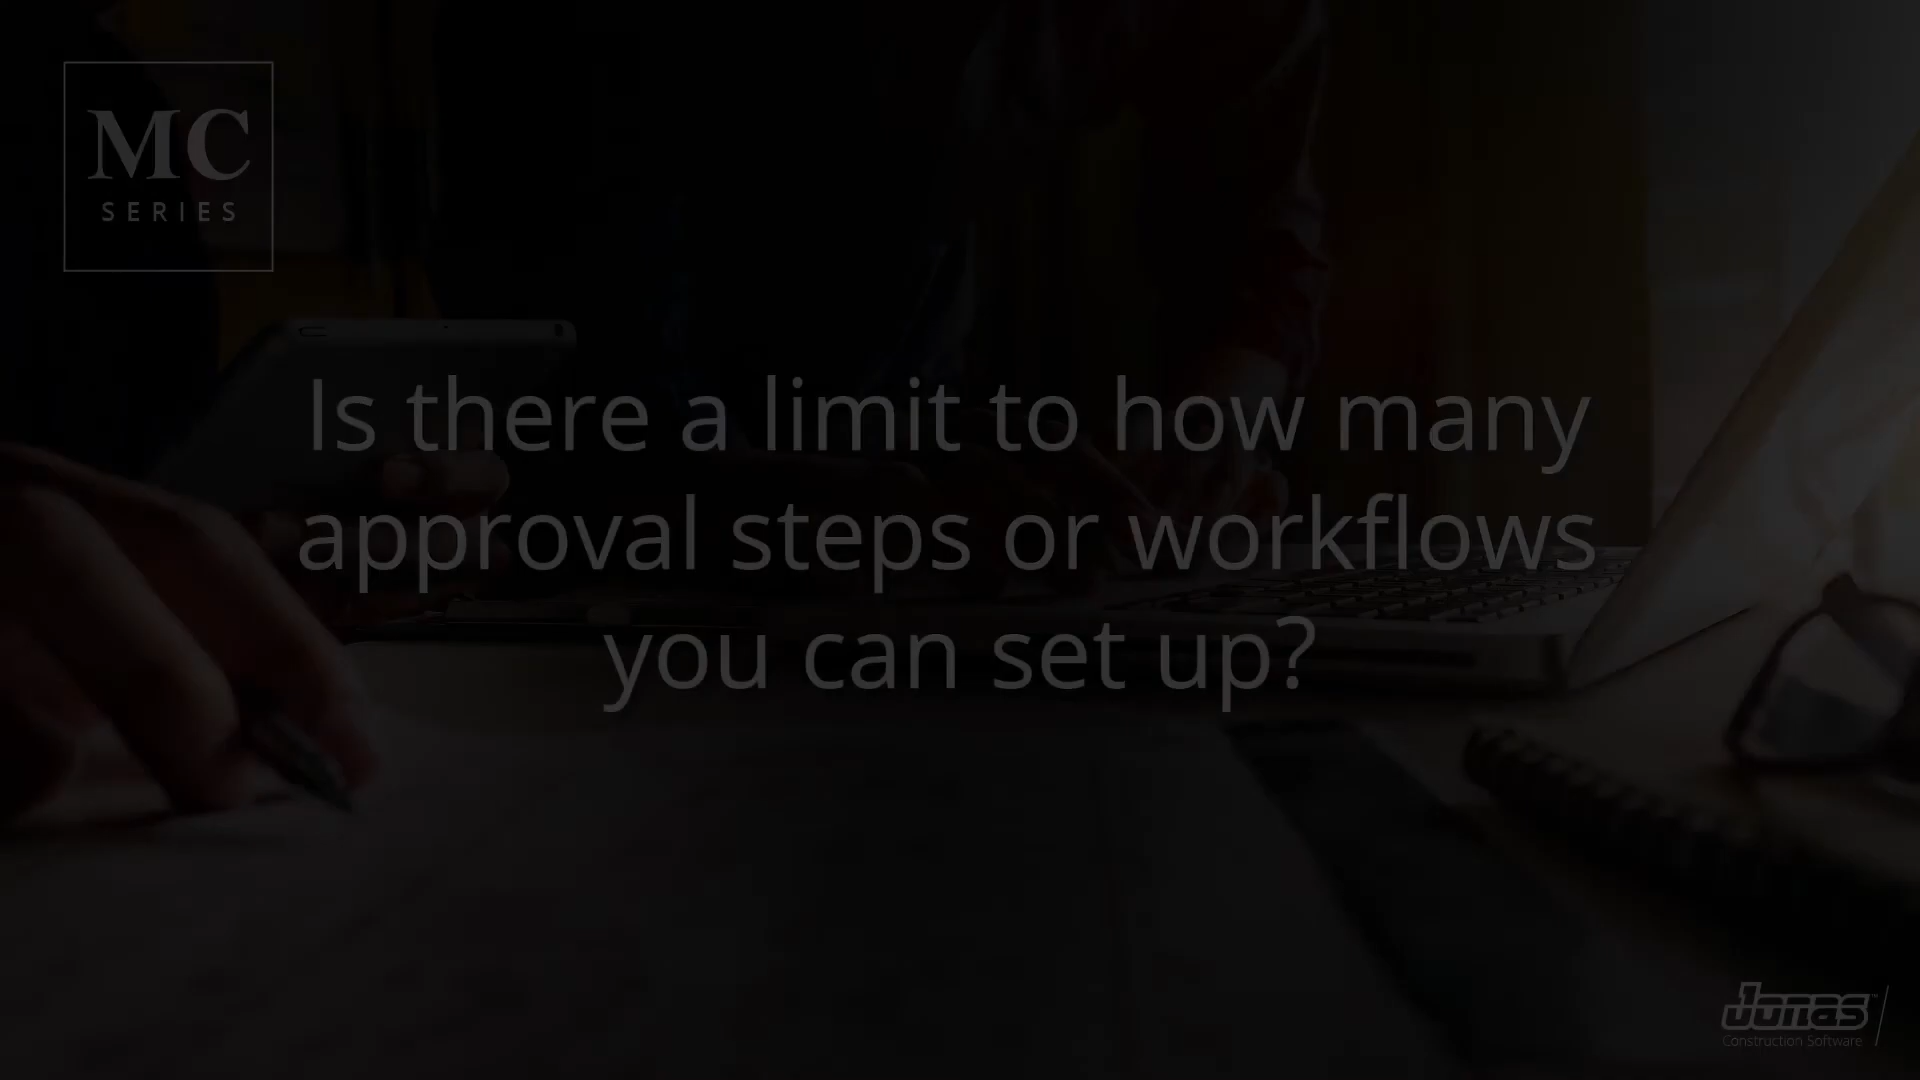 MC
SERIES
Is there a limit to how many
approval steps or workflows
you can set up?
Jonas
Construction Software